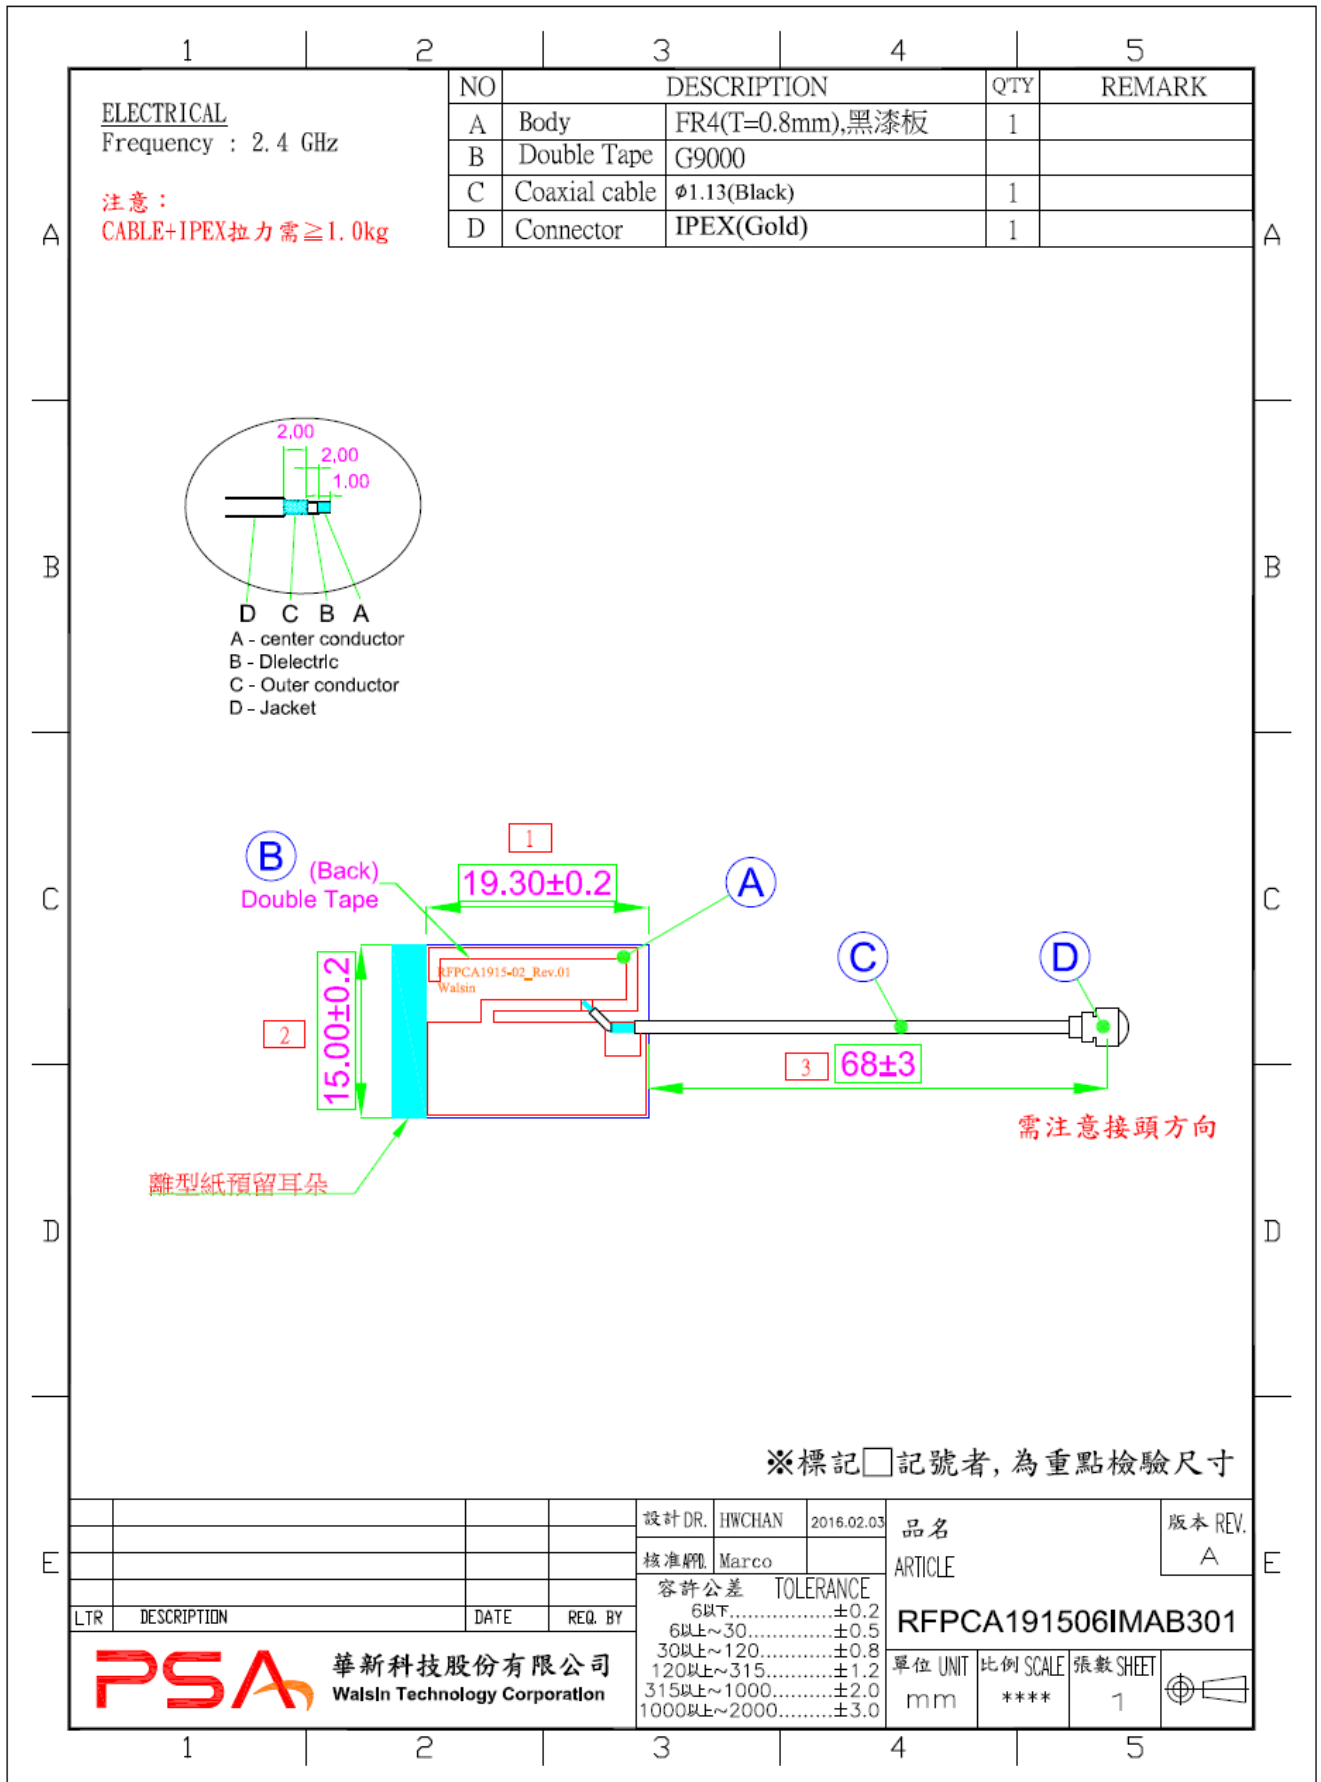 1 2 3 4 5
ELECTRICAL
Frequency : 2.4 GHz
注意：
CABLE+IPEX拉力需≧1.0kg
NO DESCRIPTION Q'TY REMARK
A Body FR4(T=0.8mm),黑漆板 1
B Double Tape G9000
C Coaxial cable φ1.13(Black) 1
D Connector IPEX(Gold) 1
A A
2,00
2,00
1.00
B B
D C B A
A - center conductor
B - Dielectric
C - Outer conductor
D - Jacket
1
B (Back)
Double Tape
19.30±0.2
A
C C
C
D
RFPCA1915-02_Rev.01
Walsin
15.00±0.2
2
3 68±3
需注意接頭方向
離型紙預留耳朵
D D
※標記□記號者, 為重點檢驗尺寸
設計 DR. HWCHAN 2016.02.03
核准 APPD. Marco
品名
ARTICLE
版本 REV.
A
E E
RFPCA191506IMAB301
容許公差 TOLERANCE
6以下................±0.2
6以上~30.............±0.5
30以上~120..........±0.8
120以上~315.........±1.2
315以上~1000........±2.0
1000以上~2000.......±3.0
LTR DESCRIPTION DATE REQ. BY
PSA 華新科技股份有限公司
Walsin Technology Corporation
單位 UNIT 比例 SCALE 張數 SHEET
mm **** 1
1 2 3 4 5